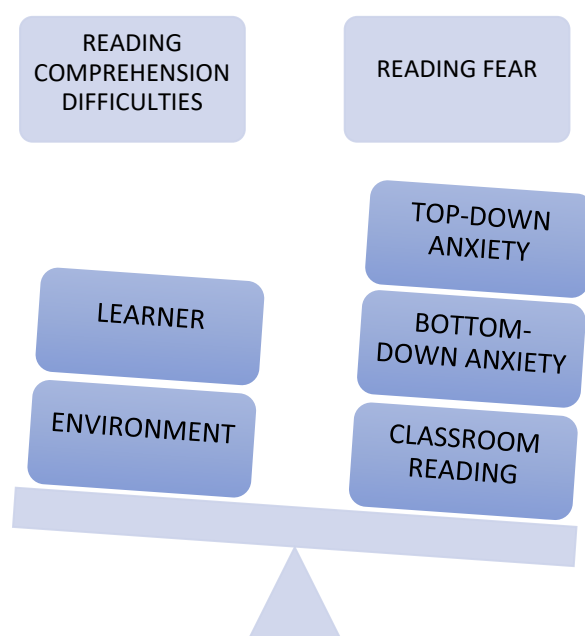 READING
COMPREHENSION
DIFFICULTIES
READING FEAR
TOP-DOWN
ANXIETY
LEARNER
BOTTOM-
DOWN ANXIETY
ENVIRONMENT
CLASSROOM
READING